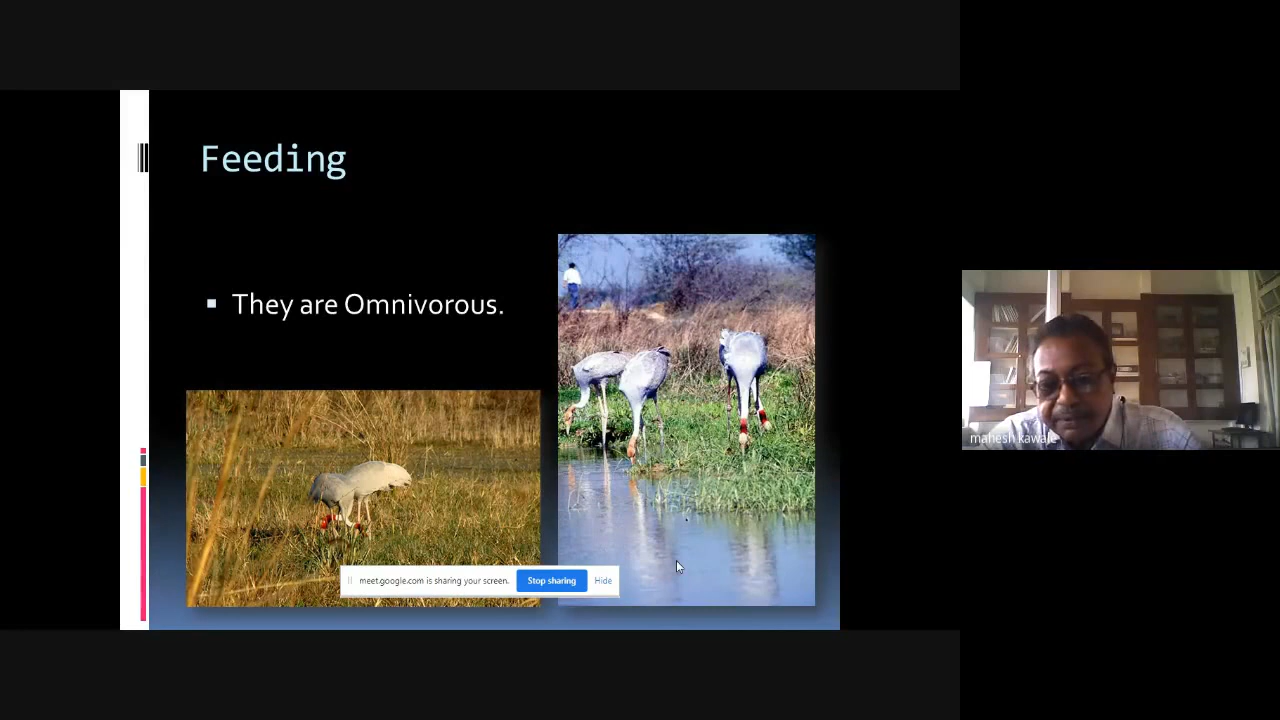 Feeding
They are Omnivorous.
meet.google.com is sharing your screen. Stop sharing Hide
mahesh kawale